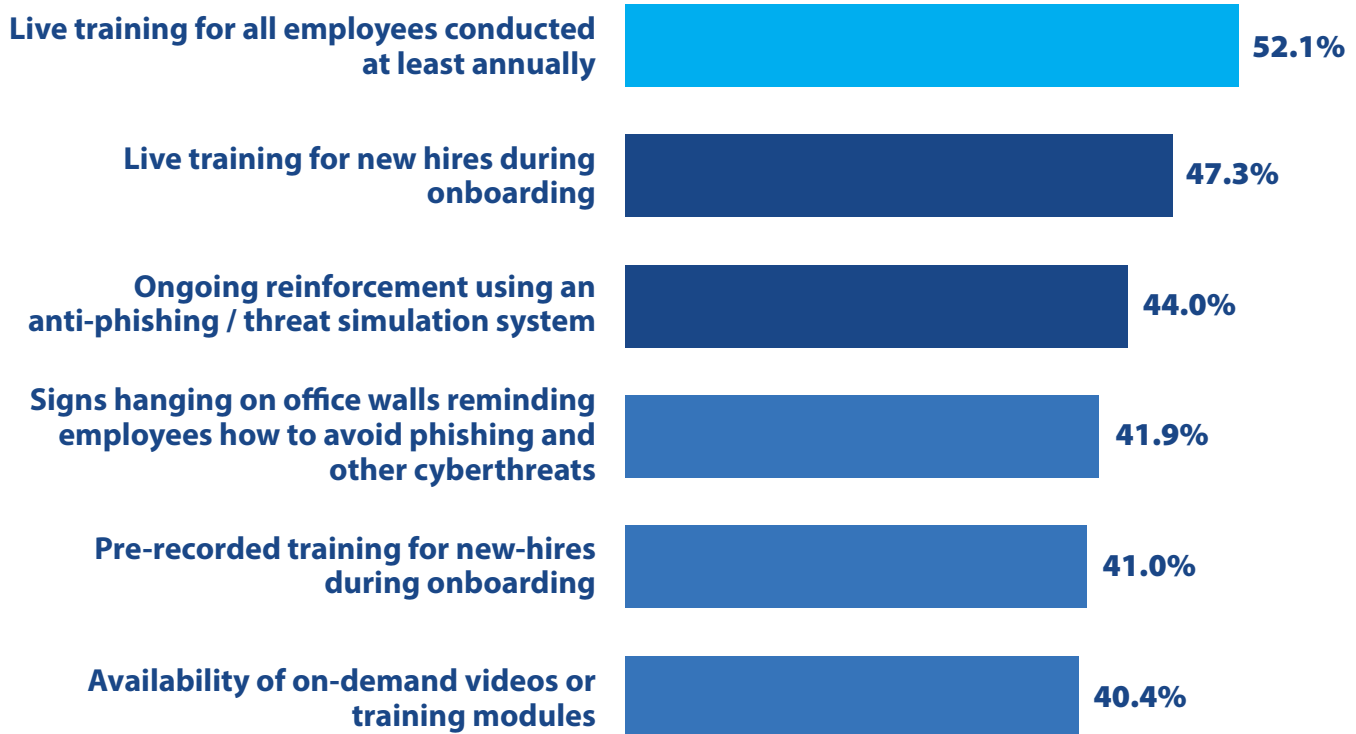 Live training for all employees conducted
at least annually
52.1%
Live training for new hires during
onboarding
47.3%
Ongoing reinforcement using an
anti-phishing / threat simulation system
44.0%
Signs hanging on office walls reminding
employees how to avoid phishing and
other cyberthreats
41.9%
Pre-recorded training for new-hires
during onboarding
41.0%
Availability of on-demand videos or
training modules
40.4%